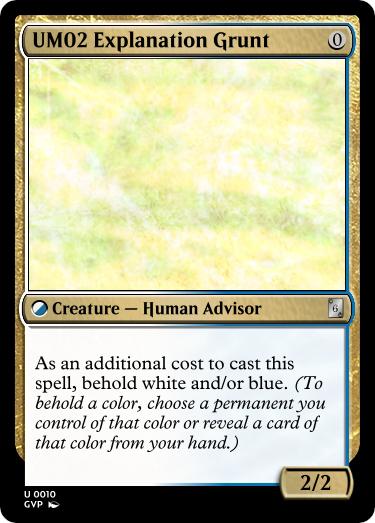 UM02 Explanation Grunt 0
Creature — Human Advisor 6
As an additional cost to cast this
spell, behold white and/or blue. (To
behold a color, choose a permanent you
control of that color or reveal a card of
that color from your hand.)
2/2
U 0010
GVP